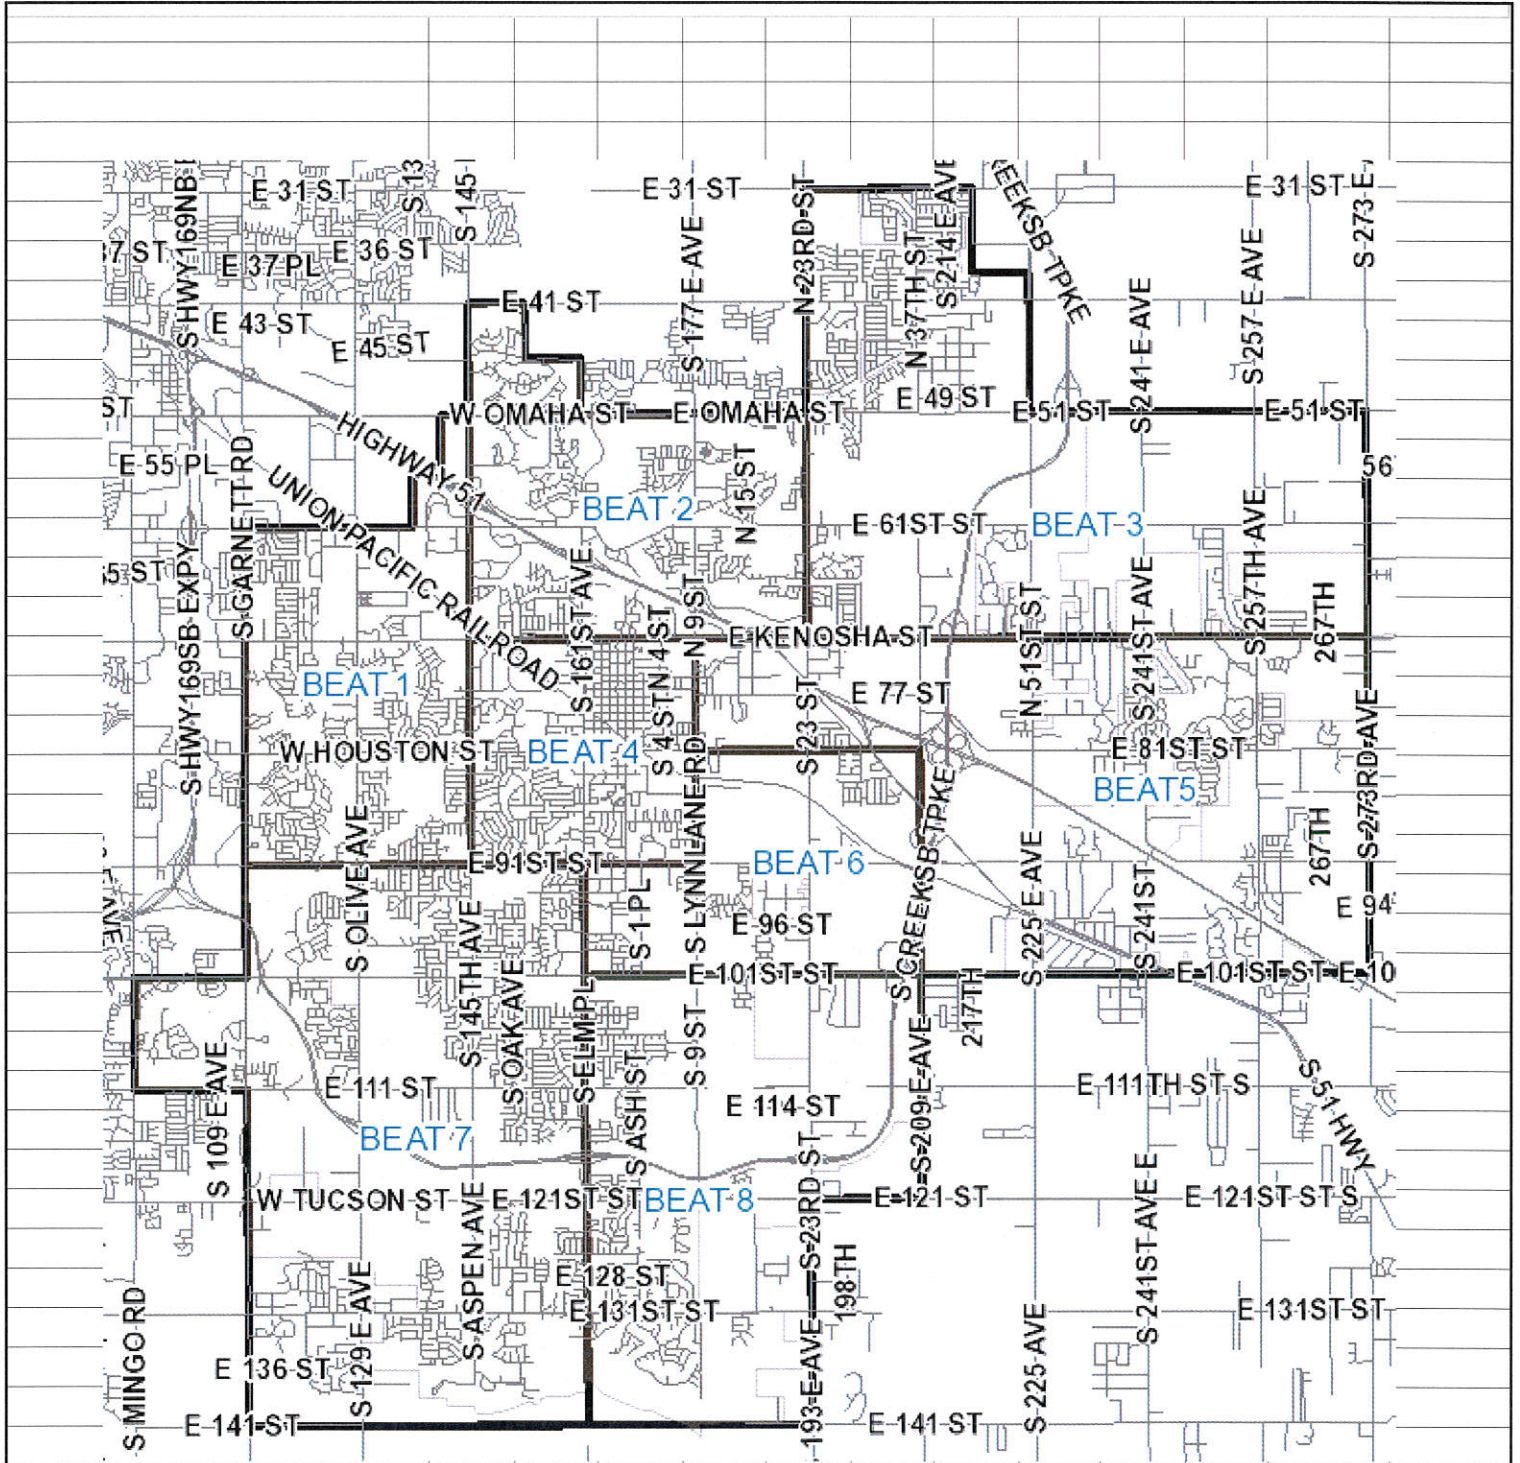 E 31 ST
E 31 ST
E 31 ST
S HWY 169NB
S-13
S-145
S 177 E AVE
N 23RD ST
N 37TH ST
S 214 E AVE
EEKSB TPKE
S 241 E AVE
S 257 E AVE
S-273-E
37 ST
E 36 ST
E 37 PL
E 41 ST
E 43 ST
E 45 ST
E 49 ST
ST
W OMAHA ST
E OMAHA ST
E 51 ST
E-51 ST
HIGHWAY 51
UNION PACIFIC RAILROAD
E 55 PL
56
S GARNETT RD
BEAT 2
N 15 ST
E 61ST ST
BEAT 3
S HWY 169SB EXPY
S 161ST AVE
N 4 ST
N 9 ST
E KENOSHA ST
N 51ST ST
S 241ST AVE
S 257TH AVE
267TH
BEAT 1
E 77 ST
W HOUSTON ST
BEAT 4
S 4 ST
S LYNN LANE RD
S 23 ST
E 81ST ST
BEAT5
S-273RD-AVE
S OLIVE AVE
E 91ST ST
BEAT 6
S CREEKSB TPKE
S 225 E AVE
S 241ST
267TH
E 94
AVE
S 145TH AVE
S 1 PL
E 96 ST
E 101ST ST
E 101ST ST
E 10
S OAK AVE
S ELM PL
S 9 ST
217TH
S 109 E AVE
E 111 ST
S ASH ST
E 114 ST
S 209 E AVE
E 111TH ST S
S 51 HWY
BEAT 7
W TUCSON ST
E 121ST ST
BEAT 8
S 23RD ST
E 121 ST
E 121ST ST S
S 241ST AVE E
S ASPEN AVE
E 128 ST
198TH
E 131ST ST
E 131ST ST
S MINGO RD
S 129 E AVE
E 136 ST
193 E AVE
S 225 AVE
E 141 ST
E 141 ST